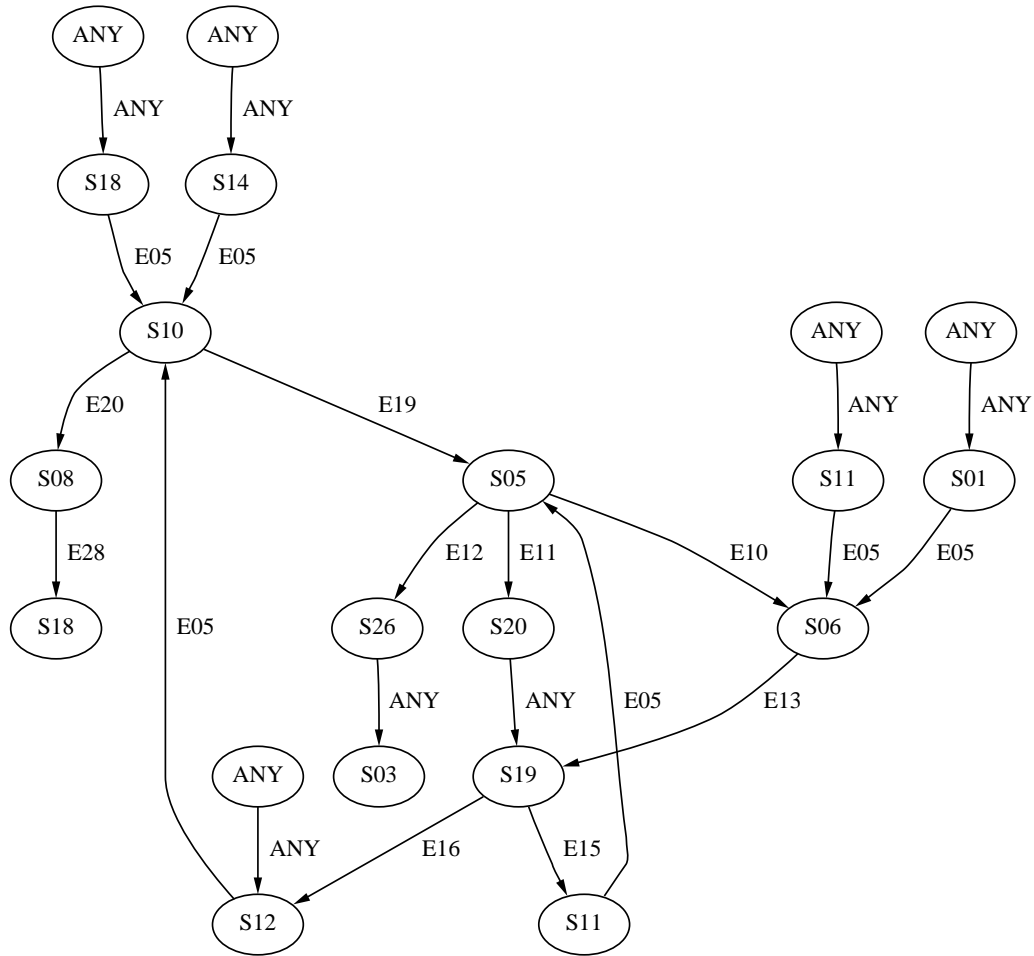 ANY ANY
ANY ANY
S18 S14
E05 E05
S10 ANY ANY
E20 E19 ANY ANY
S08 S05 S11 S01
E28 E12 E11 E10 E05 E05
S18 E05 S26 S20 S06
ANY ANY E05 E13
ANY S03 S19
ANY E16 E15
S12 S11